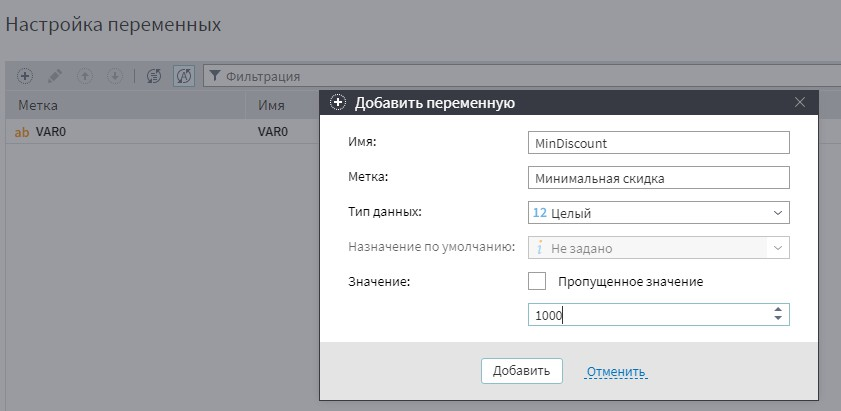 Настройка переменных
Фильтрация
Метка Имя
ab VAR0 VAR0
Добавить переменную
Имя: MinDiscount
Метка: Минимальная скидка
Тип данных: 12 Целый
Назначение по умолчанию: i Не задано
Значение: Пропущенное значение
1000
Добавить Отменить